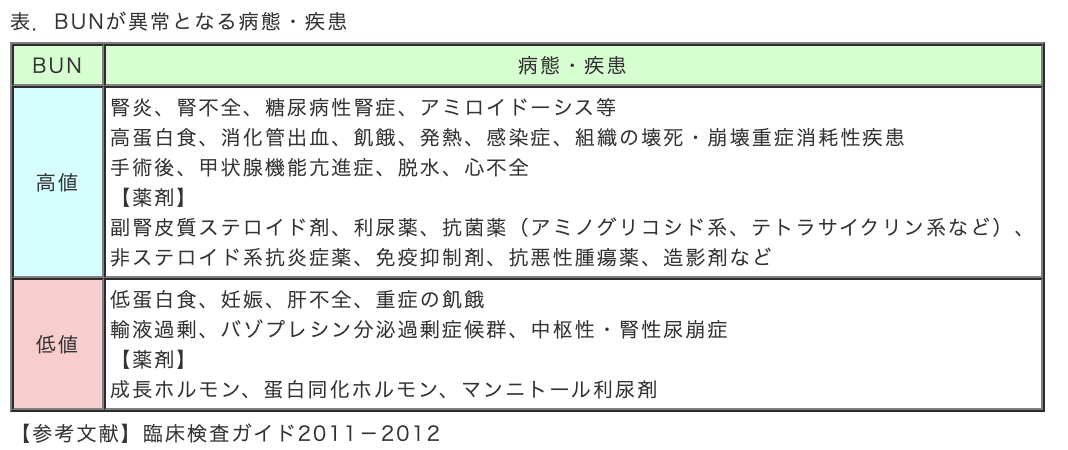 表．BUNが異常となる病態・疾患
BUN
病態・疾患
高値
腎炎、腎不全、糖尿病性腎症、アミロイドーシス等
高蛋白食、消化管出血、飢餓、発熱、感染症、組織の壊死・崩壊重症消耗性疾患
手術後、甲状腺機能亢進症、脱水、心不全
【薬剤】
副腎皮質ステロイド剤、利尿薬、抗菌薬（アミノグリコシド系、テトラサイクリン系など）、
非ステロイド系抗炎症薬、免疫抑制剤、抗悪性腫瘍薬、造影剤など
低値
低蛋白食、妊娠、肝不全、重症の飢餓
輸液過剰、バゾプレシン分泌過剰症候群、中枢性・腎性尿崩症
【薬剤】
成長ホルモン、蛋白同化ホルモン、マンニトール利尿剤
【参考文献】臨床検査ガイド2011－2012